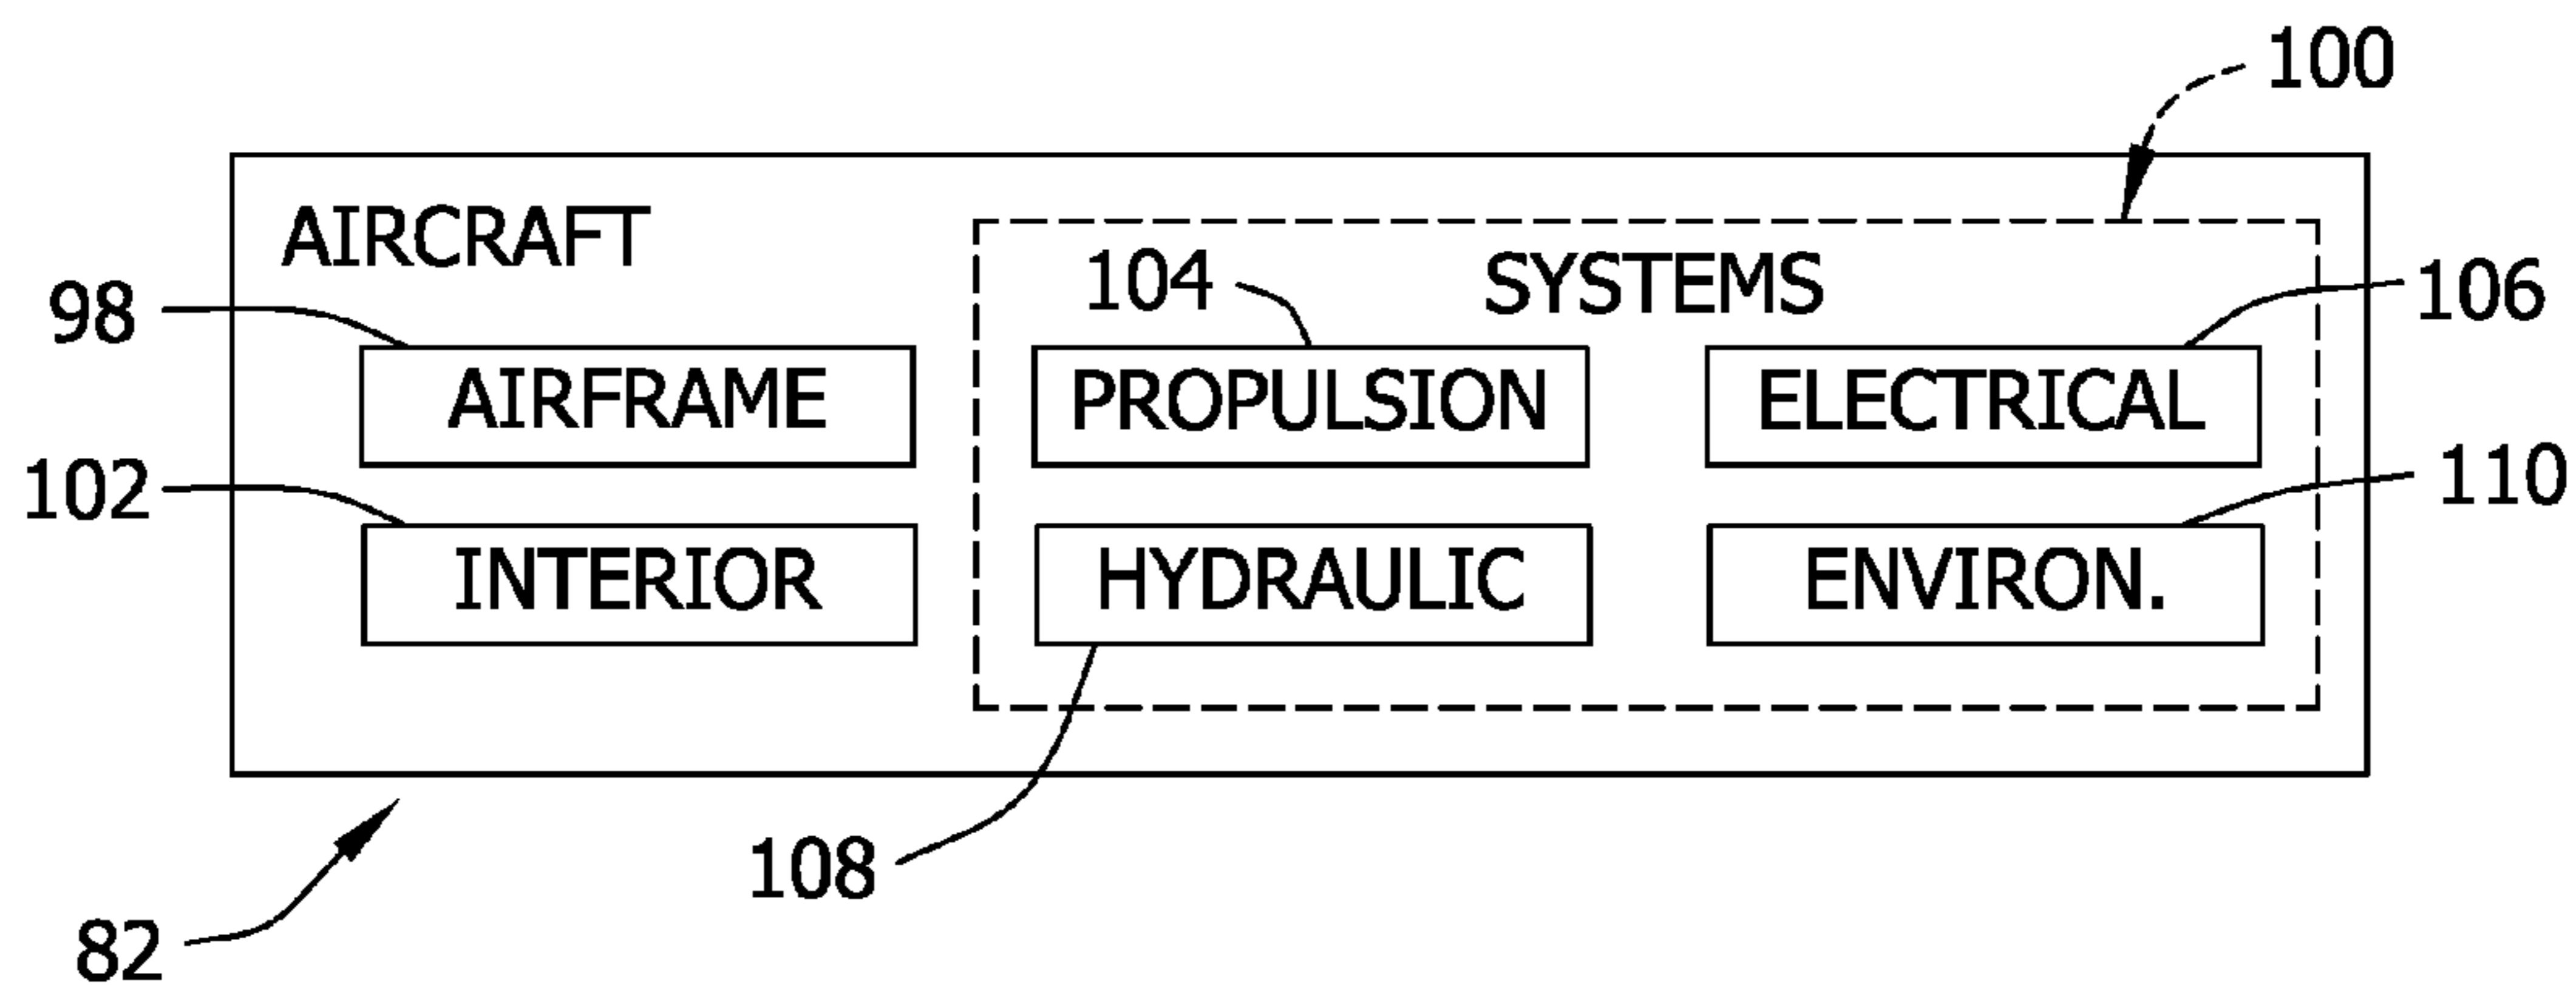 100
AIRCRAFT
SYSTEMS
98
104
106
AIRFRAME
PROPULSION
ELECTRICAL
102
110
INTERIOR
HYDRAULIC
ENVIRON.
108
82